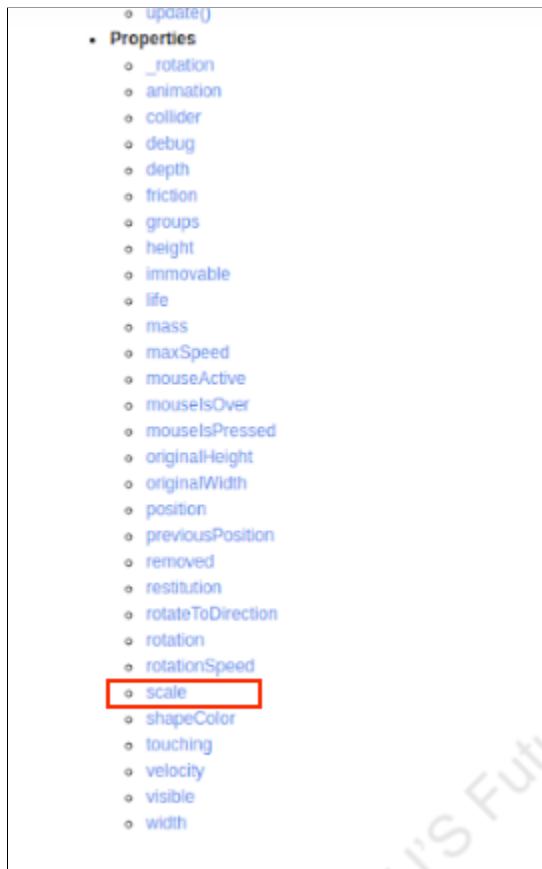 update()
Properties
_rotation
animation
collider
debug
depth
friction
groups
height
immovable
life
mass
maxSpeed
mouseActive
mouseIsOver
mouseIsPressed
originalHeight
originalWidth
position
previousPosition
removed
restitution
rotateToDirection
rotation
rotationSpeed
scale
shapeColor
touching
velocity
visible
width